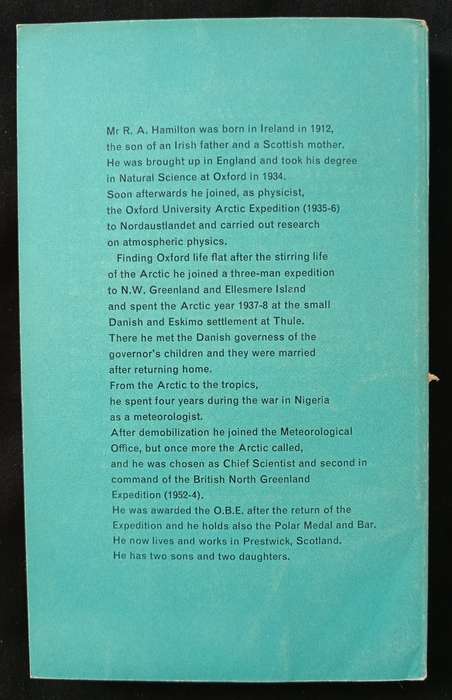 Mr R. A. Hamilton was born in Ireland in 1912,
the son of an Irish father and a Scottish mother.
He was brought up in England and took his degree
in Natural Science at Oxford in 1934.
Soon afterwards he joined, as physicist,
the Oxford University Arctic Expedition (1935-6)
to Nordaustlandet and carried out research
on atmospheric physics.
Finding Oxford life flat after the stirring life
of the Arctic he joined a three-man expedition
to N.W. Greenland and Ellesmere Island
and spent the Arctic year 1937-8 at the small
Danish and Eskimo settlement at Thule.
There he met the Danish governess of the
governor's children and they were married
after returning home.
From the Arctic to the tropics,
he spent four years during the war in Nigeria
as a meteorologist.
After demobilization he joined the Meteorological
Office, but once more the Arctic called,
and he was chosen as Chief Scientist and second in
command of the British North Greenland
Expedition (1952-4).
He was awarded the O.B.E. after the return of the
Expedition and he holds also the Polar Medal and Bar.
He now lives and works in Prestwick, Scotland.
He has two sons and two daughters.